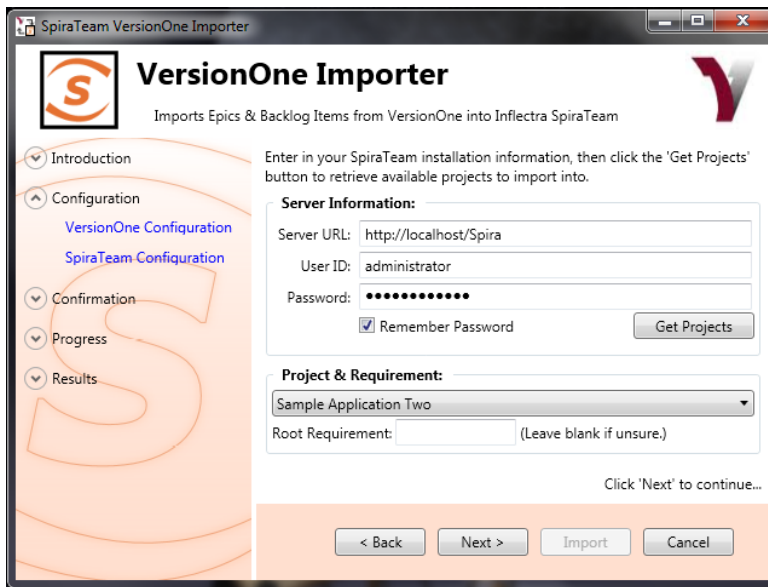 SpiraTeam VersionOne Importer
S
VersionOne Importer
Imports Epics & Backlog Items from VersionOne into Inflectra SpiraTeam
Introduction
Configuration
VersionOne Configuration
SpiraTeam Configuration
Confirmation
Progress
Results
Enter in your SpiraTeam installation information, then click the 'Get Projects'
button to retrieve available projects to import into.
Server Information:
Server URL: http://localhost/Spira
User ID: administrator
Password: ●●●●●●●●●●●●
Remember Password Get Projects
Project & Requirement:
Sample Application Two
Root Requirement: (Leave blank if unsure.)
Click 'Next' to continue...
< Back Next > Import Cancel